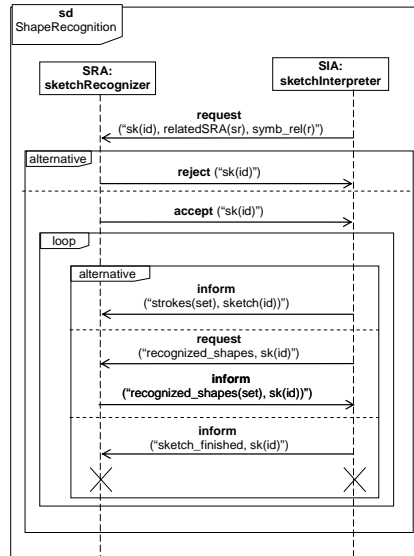 sd
ShapeRecognition
SRA:
sketchRecognizer
SIA:
sketchInterpreter
request
(“sk(id), relatedSRA(sr), symb_rel(r)”)
alternative
reject (“sk(id)”)
accept (“sk(id)”)
loop
alternative
inform
(“strokes(set), sketch(id))”)
request
(“recognized_shapes, sk(id)”)
inform
(“recognized_shapes(set), sk(id))”)
inform
(“sketch_finished, sk(id)”)